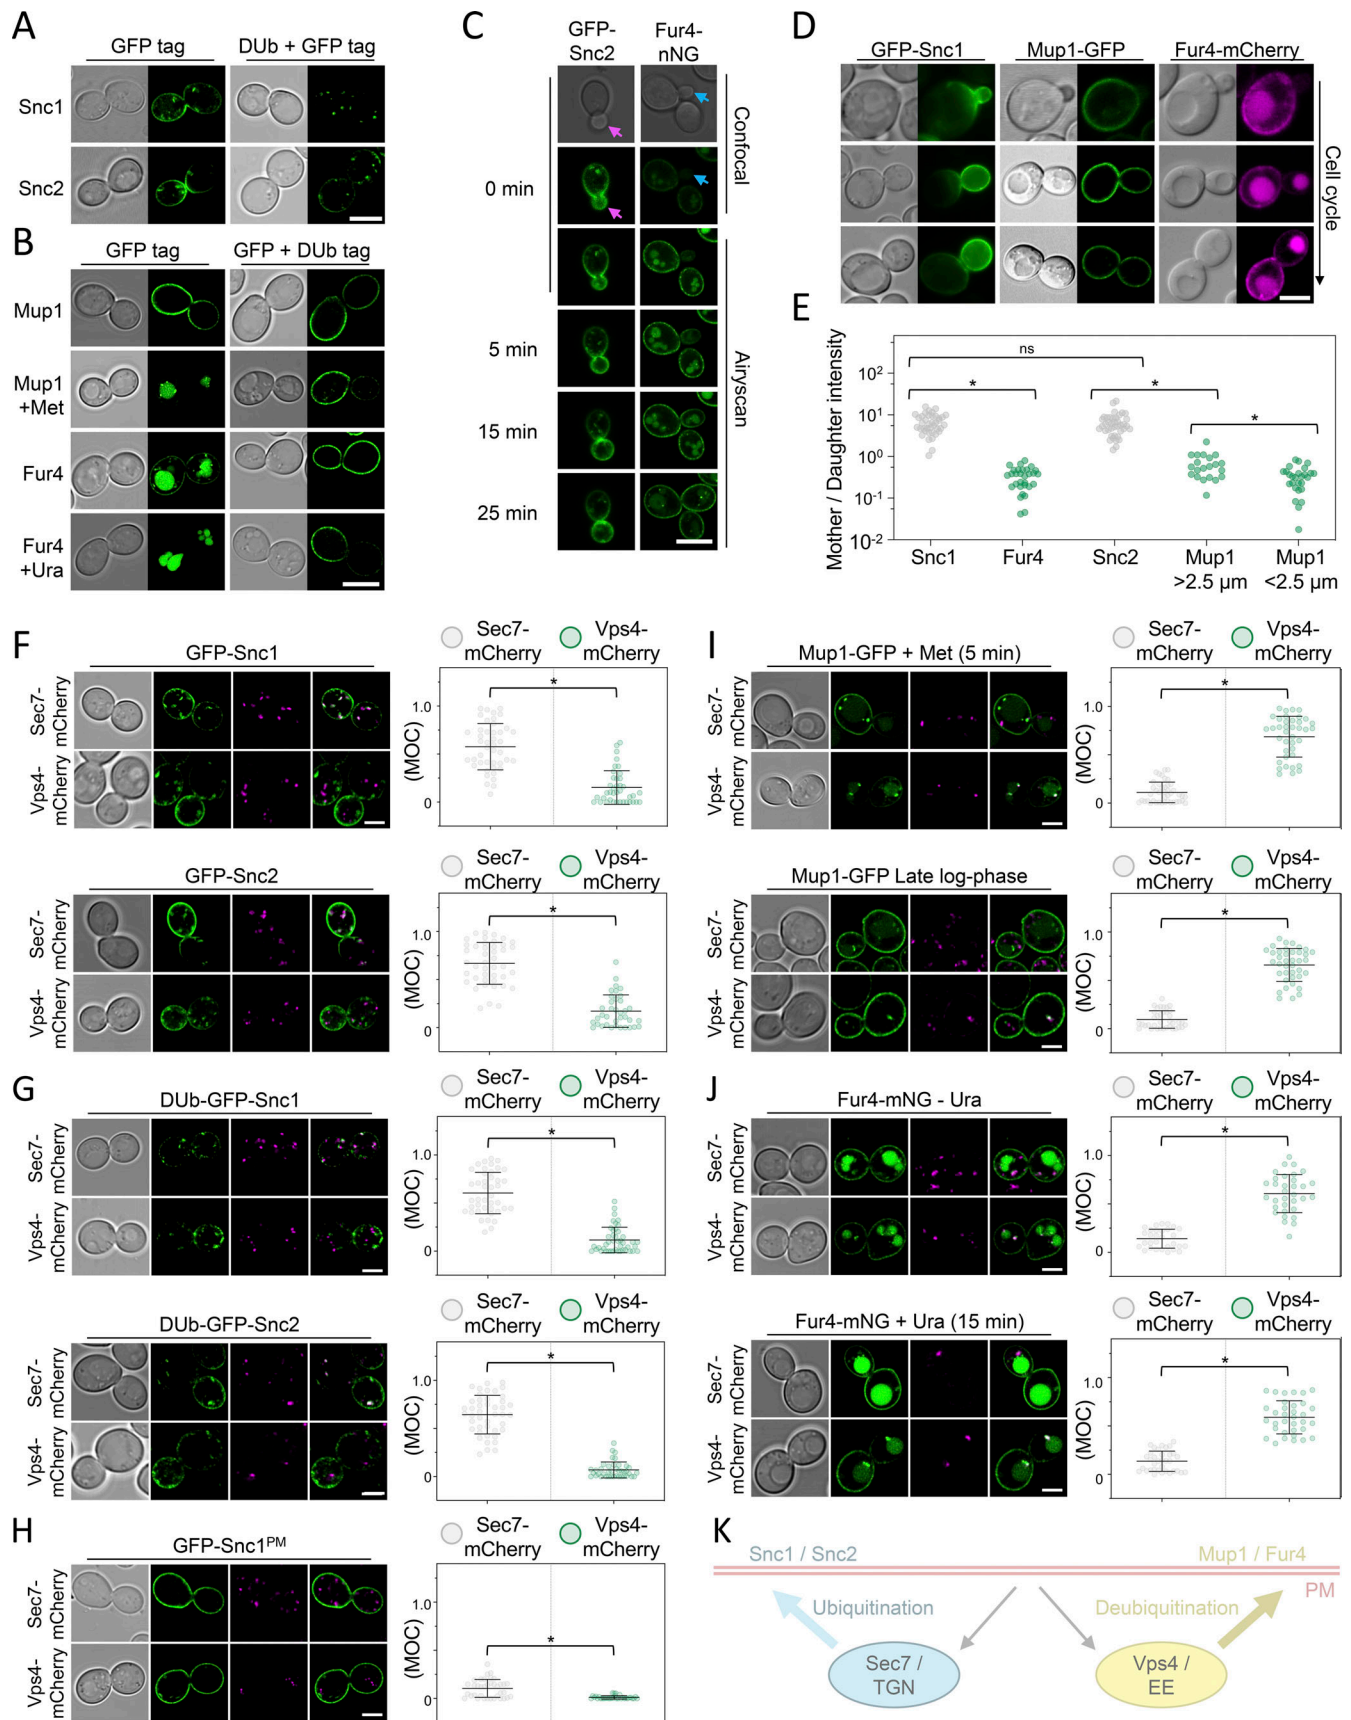 A
GFP tag
DUb + GFP tag
Snc1
Snc2
B
GFP tag
GFP + DUb tag
Mup1
Mup1
+Met
Fur4
Fur4
+Ura
C
GFP-
Snc2
Fur4-
nNG
0 min
5 min
15 min
25 min
Confocal
Airyscan
D
GFP-Snc1
Mup1-GFP
Fur4-mCherry
Cell cycle
E
Mother / Daughter intensity
10²
10¹
10⁰
10⁻¹
10⁻²
ns
*
*
*
Snc1
Fur4
Snc2
Mup1
>2.5 µm
Mup1
<2.5 µm
F
GFP-Snc1
Sec7-
mCherry
Vps4-
mCherry
Sec7-
mCherry
Vps4-
mCherry
(MOC)
1.0
0
*
GFP-Snc2
Sec7-
mCherry
Vps4-
mCherry
Sec7-
mCherry
Vps4-
mCherry
(MOC)
1.0
0
*
G
DUb-GFP-Snc1
Sec7-
mCherry
Vps4-
mCherry
Sec7-
mCherry
Vps4-
mCherry
(MOC)
1.0
0
*
DUb-GFP-Snc2
Sec7-
mCherry
Vps4-
mCherry
Sec7-
mCherry
Vps4-
mCherry
(MOC)
1.0
0
*
H
GFP-Snc1ᴾᴹ
Sec7-
mCherry
Vps4-
mCherry
Sec7-
mCherry
Vps4-
mCherry
(MOC)
1.0
0
*
I
Mup1-GFP + Met (5 min)
Sec7-
mCherry
Vps4-
mCherry
Sec7-
mCherry
Vps4-
mCherry
(MOC)
1.0
0
*
Mup1-GFP Late log-phase
Sec7-
mCherry
Vps4-
mCherry
Sec7-
mCherry
Vps4-
mCherry
(MOC)
1.0
0
*
J
Fur4-mNG - Ura
Sec7-
mCherry
Vps4-
mCherry
Sec7-
mCherry
Vps4-
mCherry
(MOC)
1.0
0
*
Fur4-mNG + Ura (15 min)
Sec7-
mCherry
Vps4-
mCherry
Sec7-
mCherry
Vps4-
mCherry
(MOC)
1.0
0
*
K
Snc1 / Snc2
Mup1 / Fur4
PM
Ubiquitination
Deubiquitination
Sec7 /
TGN
Vps4 /
EE